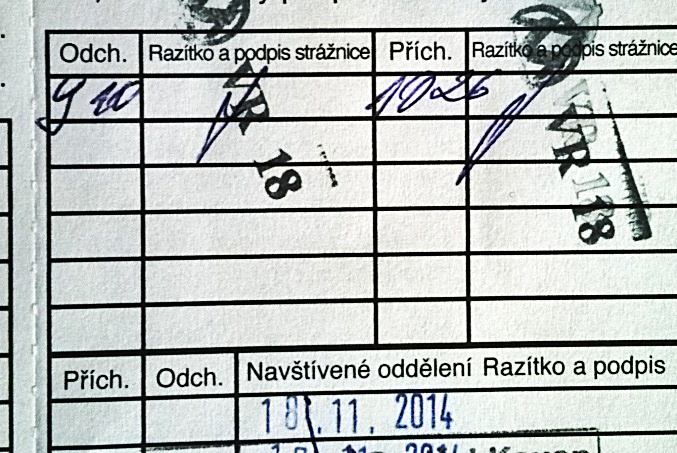 Odch. Razítko a podpis strážnice Přích. Razítko a podpis strážnice
9 20 10 26
VR 18 VR 18
Přích. Odch. Navštívené oddělení Razítko a podpis
18.11.2014